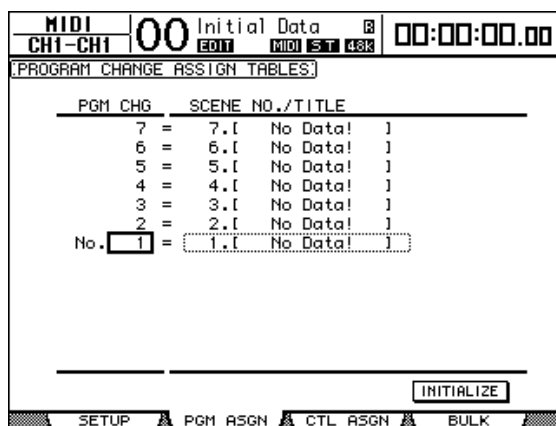 MIDI
CH1-CH1
00 Initial Data R
EDIT MIDI ST 48K
00:00:00.00
PROGRAM CHANGE ASSIGN TABLES
PGM CHG SCENE NO./TITLE
7 = 7.[ No Data! ]
6 = 6.[ No Data! ]
5 = 5.[ No Data! ]
4 = 4.[ No Data! ]
3 = 3.[ No Data! ]
2 = 2.[ No Data! ]
No. 1 = 1.[ No Data! ]
INITIALIZE
SETUP PGM ASGN CTL ASGN BULK